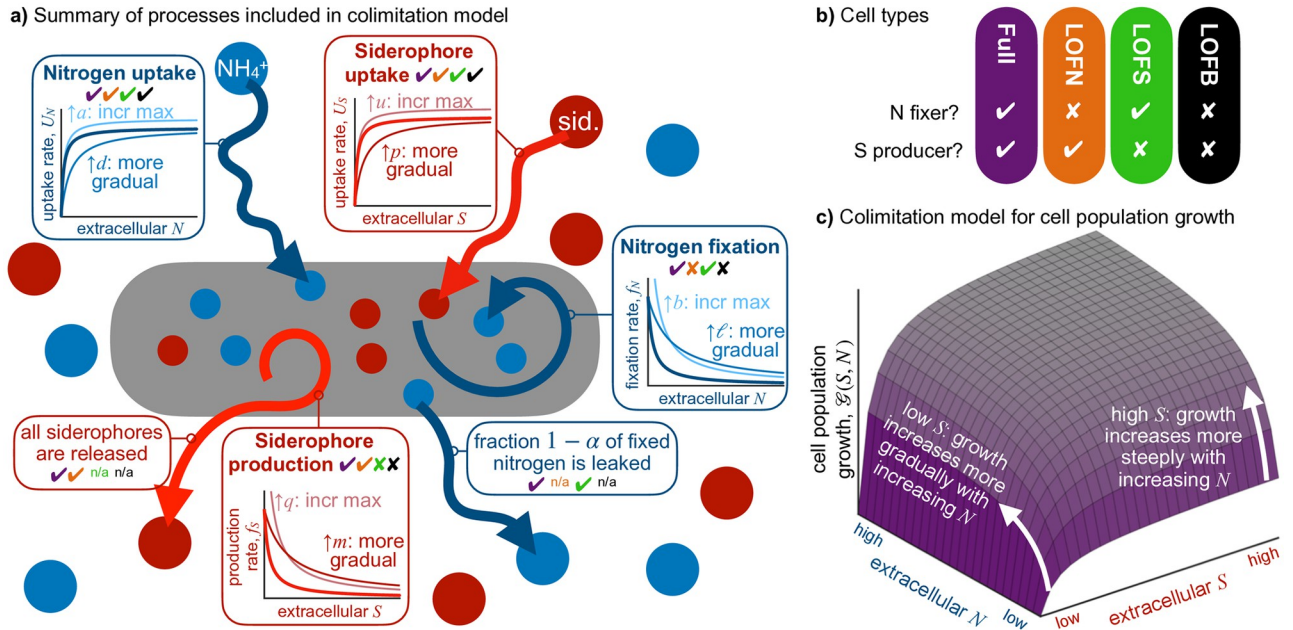 a) Summary of processes included in colimitation model
Nitrogen uptake
✔✔✔✔
↑a: incr max
↑d: more
gradual
uptake rate, U_N
extracellular N
NH₄⁺
Siderophore
uptake ✔✔✔✔
↑u: incr max
↑p: more
gradual
uptake rate, U_S
extracellular S
sid.
Nitrogen fixation
✔✘✔✘
↑b: incr max
↑ℓ: more
gradual
fixation rate, f_N
extracellular N
all siderophores
are released
✔✔ n/a n/a
Siderophore
production ✔✔✘✘
↑q: incr max
↑m: more
gradual
production
rate, f_S
extracellular S
fraction 1 − α of fixed
nitrogen is leaked
✔ n/a ✔ n/a
b) Cell types
Full
LOFN
LOFS
LOFB
N fixer? ✔ ✘ ✔ ✘
S producer? ✔ ✔ ✘ ✘
c) Colimitation model for cell population growth
cell population
growth, 𝒢(S, N)
low S: growth
increases more
gradually with
increasing N
high S: growth
increases more
steeply with
increasing N
high
extracellular N
low
low
extracellular S
high